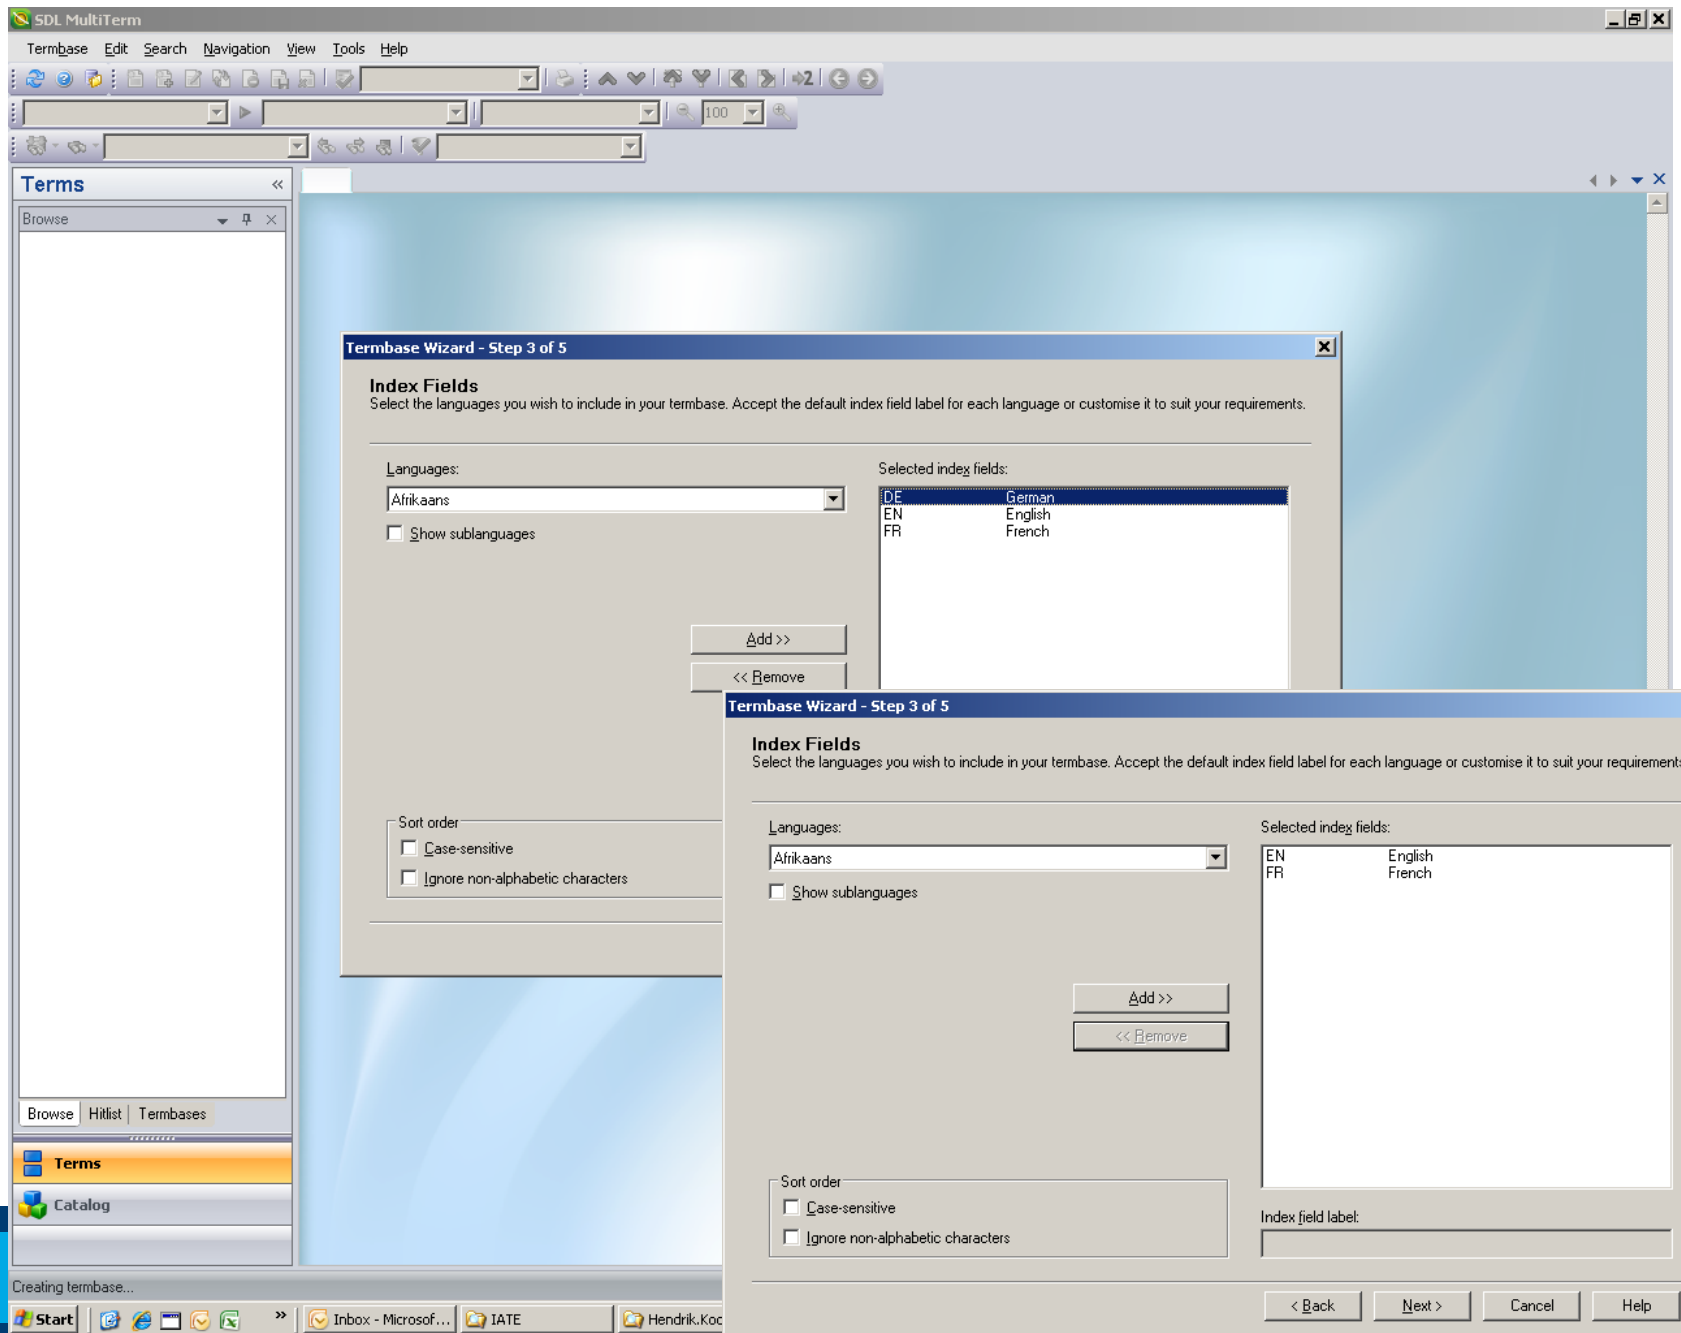 SDL MultiTerm
Termbase Edit Search Navigation View Tools Help
100
Terms
Browse
Termbase Wizard - Step 3 of 5
Index Fields
Select the languages you wish to include in your termbase. Accept the default index field label for each language or customise it to suit your requirements.
Languages:
Afrikaans
Show sublanguages
Selected index fields:
DE German
EN English
FR French
Add >>
<< Remove
Sort order
Case-sensitive
Ignore non-alphabetic characters
Termbase Wizard - Step 3 of 5
Index Fields
Select the languages you wish to include in your termbase. Accept the default index field label for each language or customise it to suit your requirements
Languages:
Afrikaans
Show sublanguages
Selected index fields:
EN English
FR French
Add >>
<< Remove
Sort order
Case-sensitive
Ignore non-alphabetic characters
Index field label:
< Back Next > Cancel Help
Browse Hitlist Termbases
Terms
Catalog
Creating termbase...
Start Inbox - Microsof... IATE Hendrik.Koc